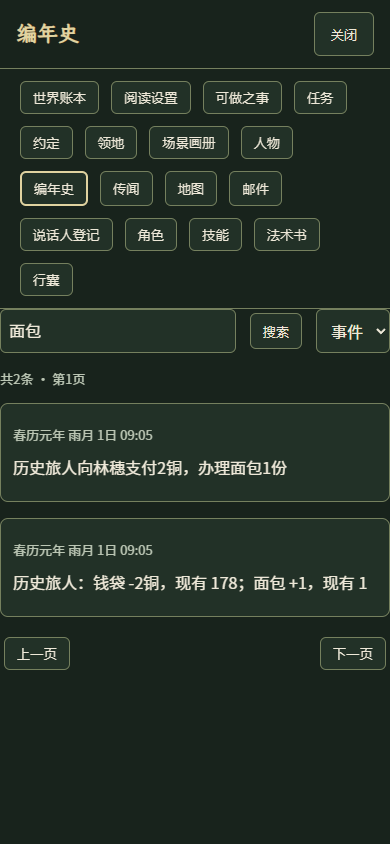 编年史 关闭
世界账本 阅读设置 可做之事 任务
约定 领地 场景画册 人物
编年史 传闻 地图 邮件
说话人登记 角色 技能 法术书
行囊
面包 搜索 事件
共2条 · 第1页
春历元年 雨月 1日 09:05
历史旅人向林穗支付2铜，办理面包1份
春历元年 雨月 1日 09:05
历史旅人：钱袋 -2铜，现有 178；面包 +1，现有 1
上一页 下一页